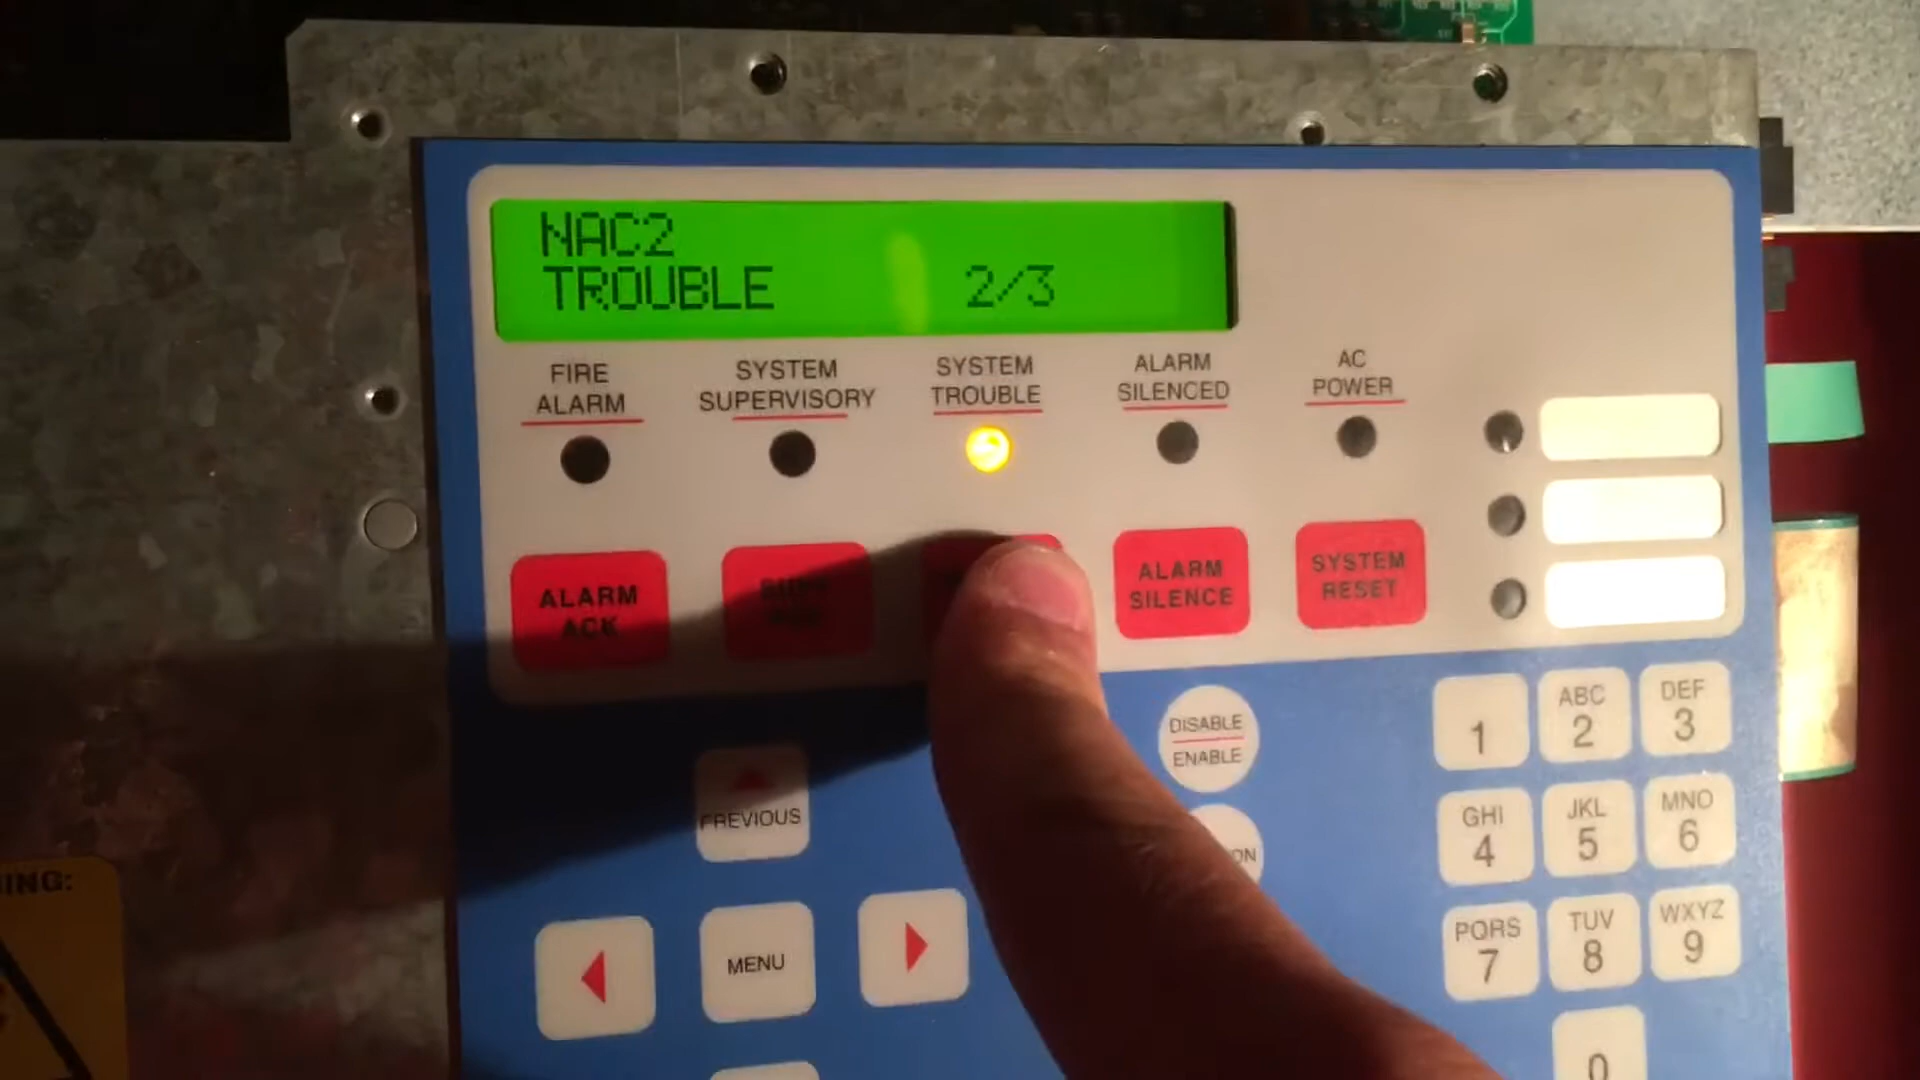 NAC2
TROUBLE 2/3
FIRE
ALARM
SYSTEM
SUPERVISORY
SYSTEM
TROUBLE
ALARM
SILENCED
AC
POWER
ALARM
ACK
ALARM
SILENCE
SYSTEM
RESET
DISABLE
ENABLE
PREVIOUS
MENU
1
ABC
2
DEF
3
GHI
4
JKL
5
MNO
6
PQRS
7
TUV
8
WXYZ
9
0